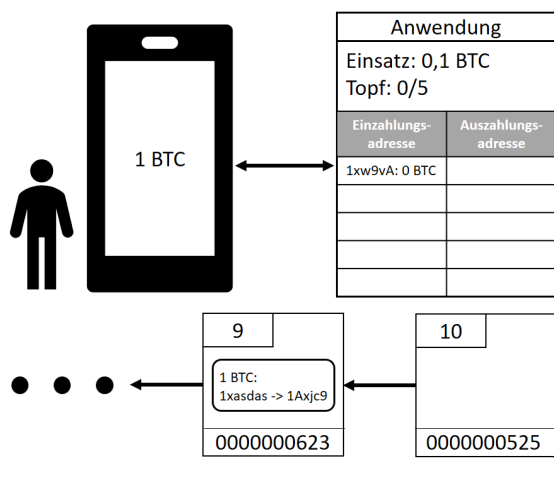 Anwendung
Einsatz: 0,1 BTC
Topf: 0/5
Einzahlungs-
adresse
Auszahlungs-
adresse
1 BTC
1xw9vA: 0 BTC
9
10
1 BTC:
1xasdas -> 1Axjc9
0000000623
0000000525